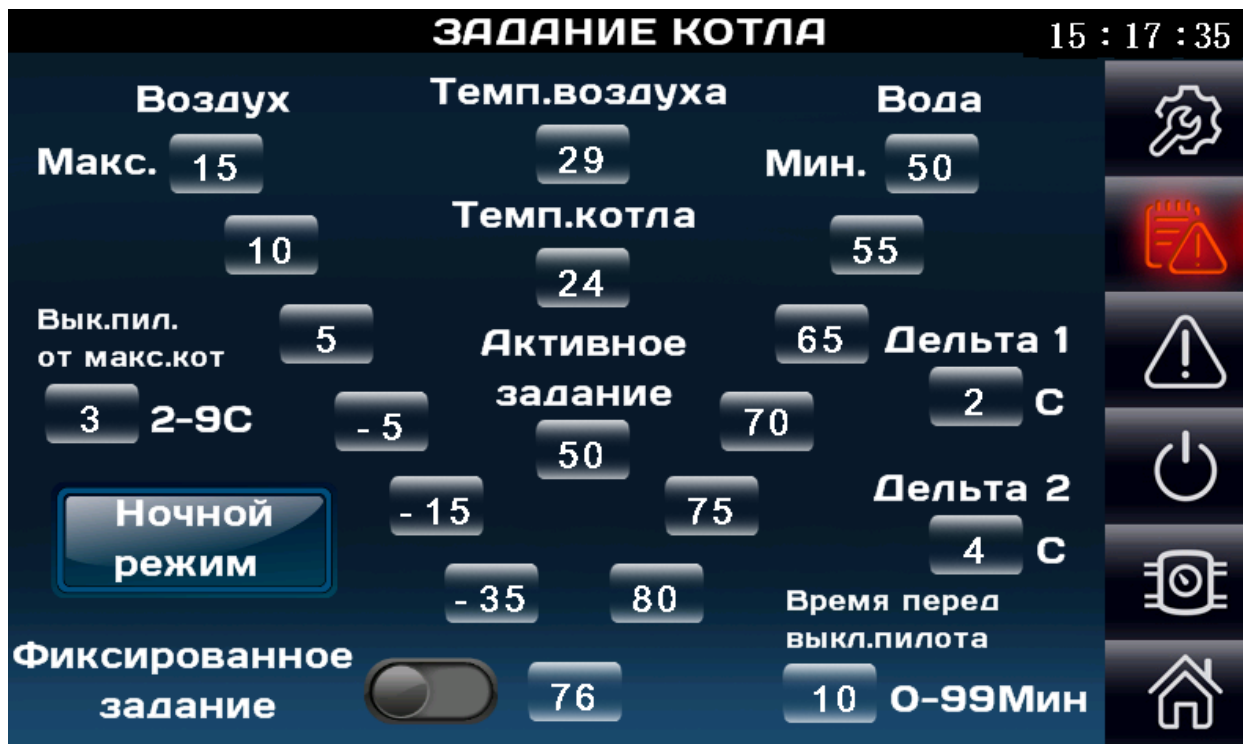 ЗАДАНИЕ КОТЛА 15 : 17 : 35
Воздух Темп.воздуха Вода
Макс. 15 29 Мин. 50
Темп.котла
10 24 55
Вык.пил.
от макс.кот
5 Активное 65 Дельта 1
задание
3 2-9С - 5 50 70 2 С
Ночной
режим
- 15 75 Дельта 2
4 С
- 35 80 Время перед
выкл.пилота
Фиксированное
задание
76 10 0-99Мин